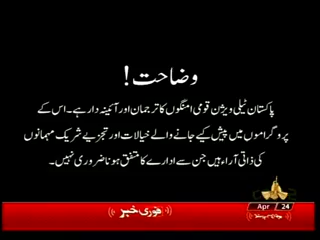 وضاحت!
پاکستان ٹیلی ویژن قومی امنگوں کا ترجمان اور آئینہ دار ہے۔ اس کے
پروگراموں میں پیش کیے جانے والے خیالات اور تجزیے شریک مہمانوں
کی ذاتی آراء ہیں جن سے ادارے کا متفق ہونا ضروری نہیں۔
Apr 24
فوری خبر